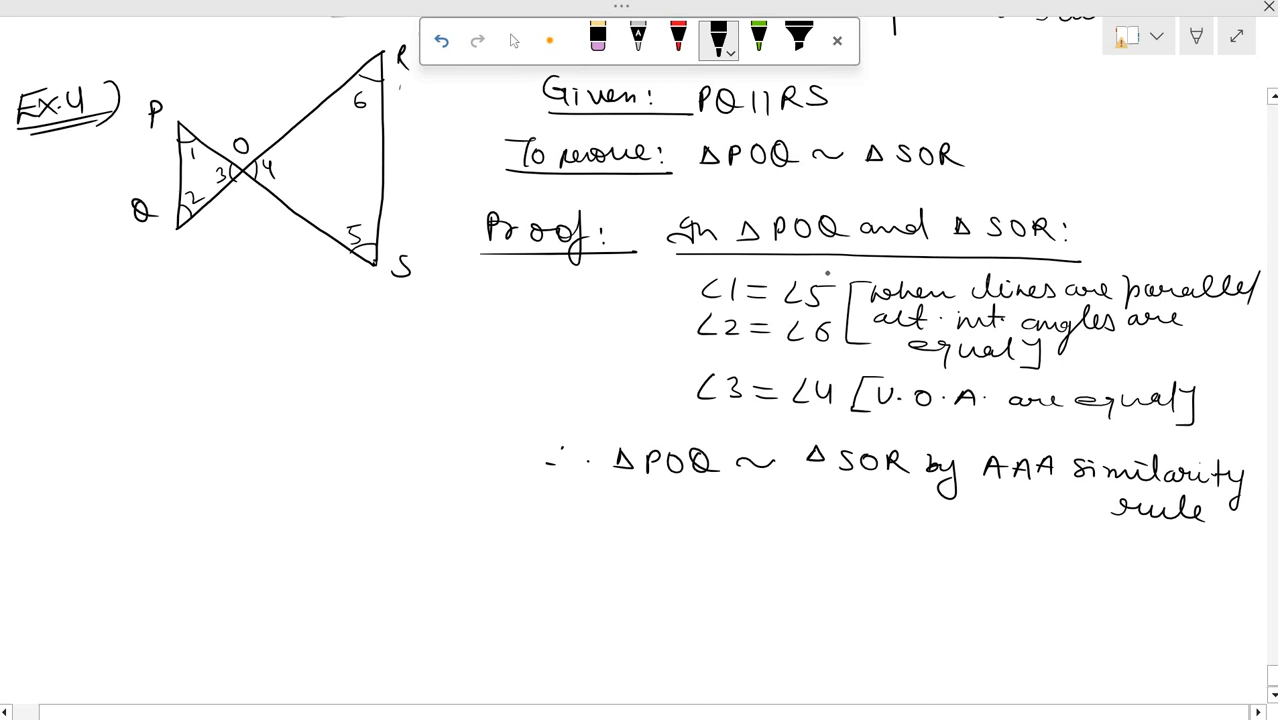 Ex.4)
P
Q
O
R
S
1
2
3
4
5
6
Given: PQ || RS
To prove: ΔPOQ ~ ΔSOR
Proof: In ΔPOQ and ΔSOR:
∠1 = ∠5 [when lines are parallel
∠2 = ∠6 alt. int. angles are
equal]
∠3 = ∠4 [V.O.A. are equal]
∴ ΔPOQ ~ ΔSOR by AAA similarity
rule